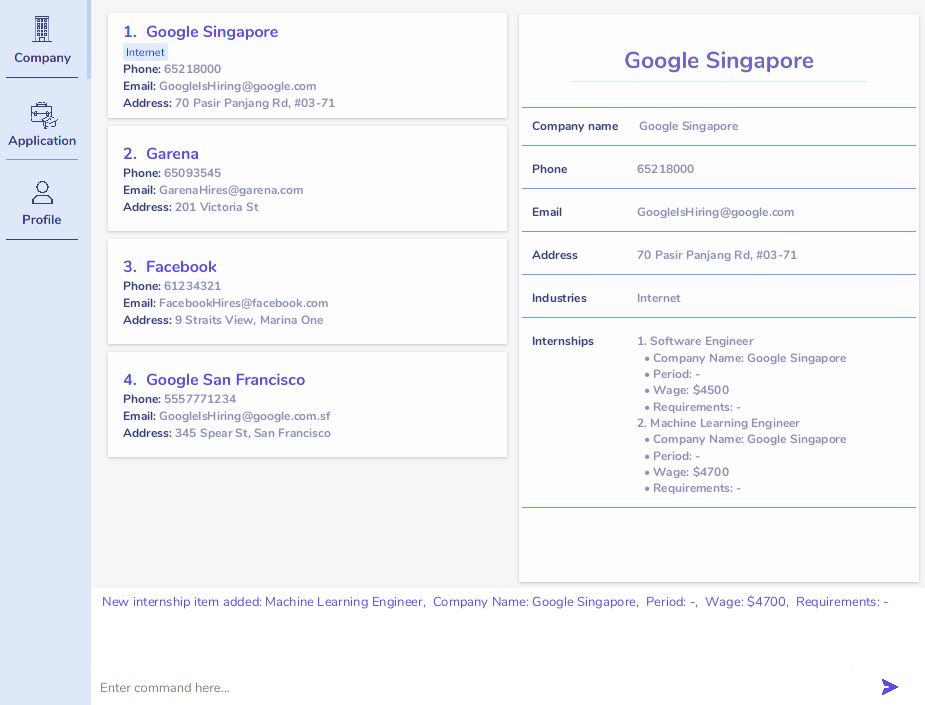 Company
Application
Profile
1. Google Singapore
Internet
Phone: 65218000
Email: GoogleIsHiring@google.com
Address: 70 Pasir Panjang Rd, #03-71
2. Garena
Phone: 65093545
Email: GarenaHires@garena.com
Address: 201 Victoria St
3. Facebook
Phone: 61234321
Email: FacebookHires@facebook.com
Address: 9 Straits View, Marina One
4. Google San Francisco
Phone: 5557771234
Email: GoogleIsHiring@google.com.sf
Address: 345 Spear St, San Francisco
Google Singapore
Company name Google Singapore
Phone 65218000
Email GoogleIsHiring@google.com
Address 70 Pasir Panjang Rd, #03-71
Industries Internet
Internships 1. Software Engineer
• Company Name: Google Singapore
• Period: -
• Wage: $4500
• Requirements: -
2. Machine Learning Engineer
• Company Name: Google Singapore
• Period: -
• Wage: $4700
• Requirements: -
New internship item added: Machine Learning Engineer, Company Name: Google Singapore, Period: -, Wage: $4700, Requirements: -
Enter command here...